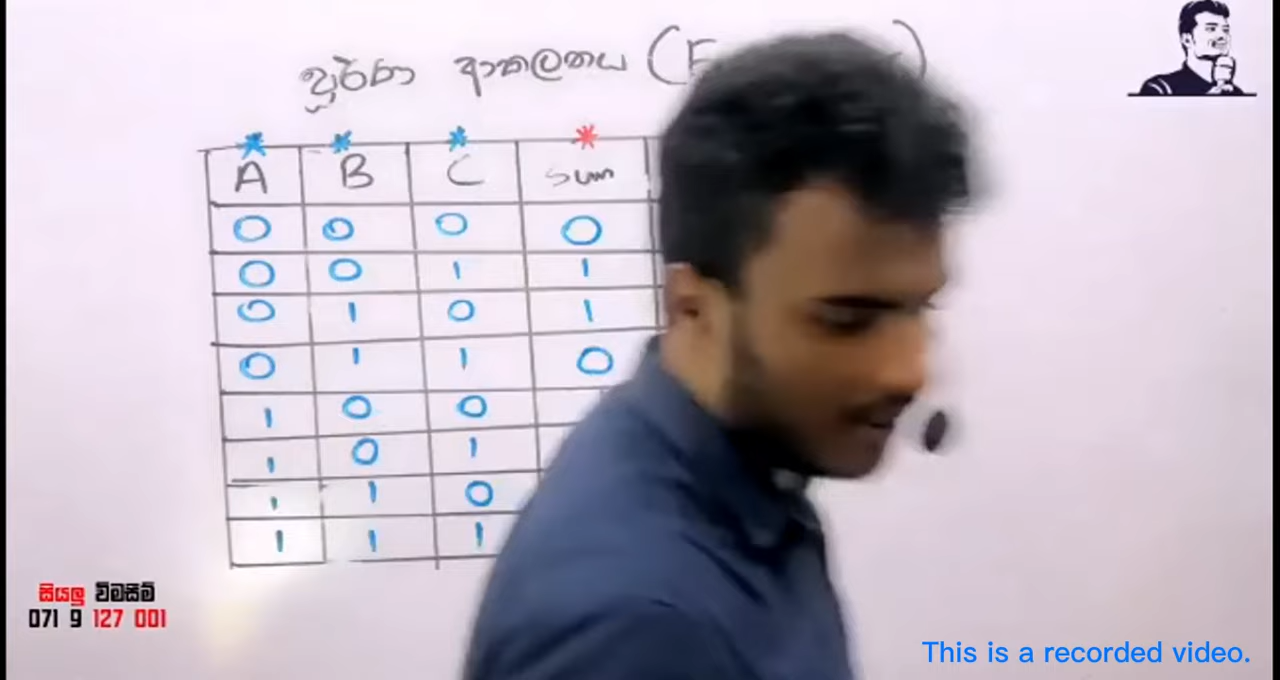 පූර්ණ ආකලනය (F
A B C Sum
0 0 0 0
0 0 1 1
0 1 0 1
0 1 1 0
1 0 0
1 0 1
1 1 0
1 1 1
සියලු විමසීම්
071 9 127 001
This is a recorded video.